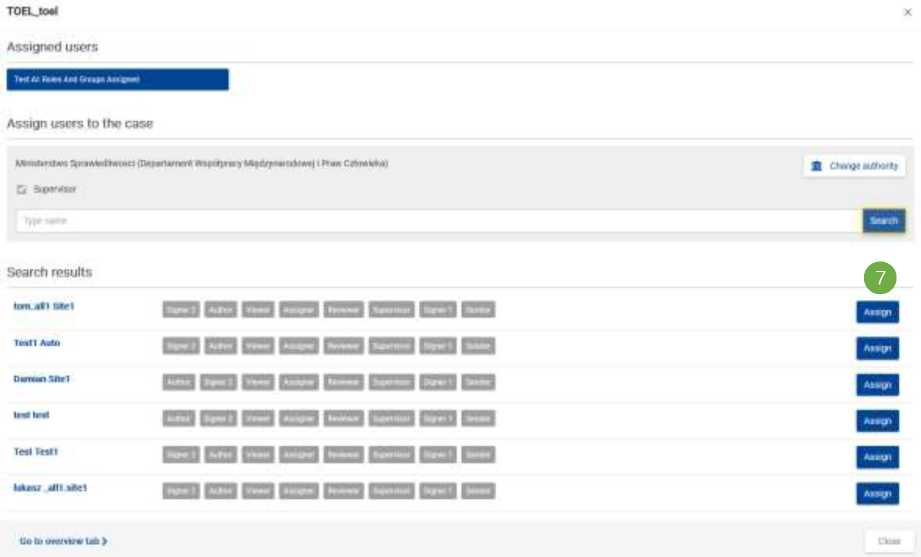 TOEL_toel
Assigned users
Test All Roles And Groups Assigned
Assign users to the case
Ministerstwo Sprawiedliwości (Departament Współpracy Międzynarodowej i Praw Człowieka)
Change authority
Supervisor
Type name
Search
Search results
7
tom_all1 Site1 Signer 2 Author Viewer Assigner Reviewer Supervisor Signer 1 Sender Assign
Test1 Auto Signer 2 Author Viewer Assigner Reviewer Supervisor Signer 1 Sender Assign
Damian Site1 Author Signer 2 Viewer Assigner Reviewer Supervisor Signer 1 Sender Assign
test test Author Signer 2 Viewer Assigner Reviewer Supervisor Signer 1 Sender Assign
Test Test1 Signer 2 Author Viewer Assigner Reviewer Supervisor Signer 1 Sender Assign
lukasz _all1.site1 Signer 2 Author Viewer Assigner Reviewer Supervisor Signer 1 Sender Assign
Go to overview tab
Close